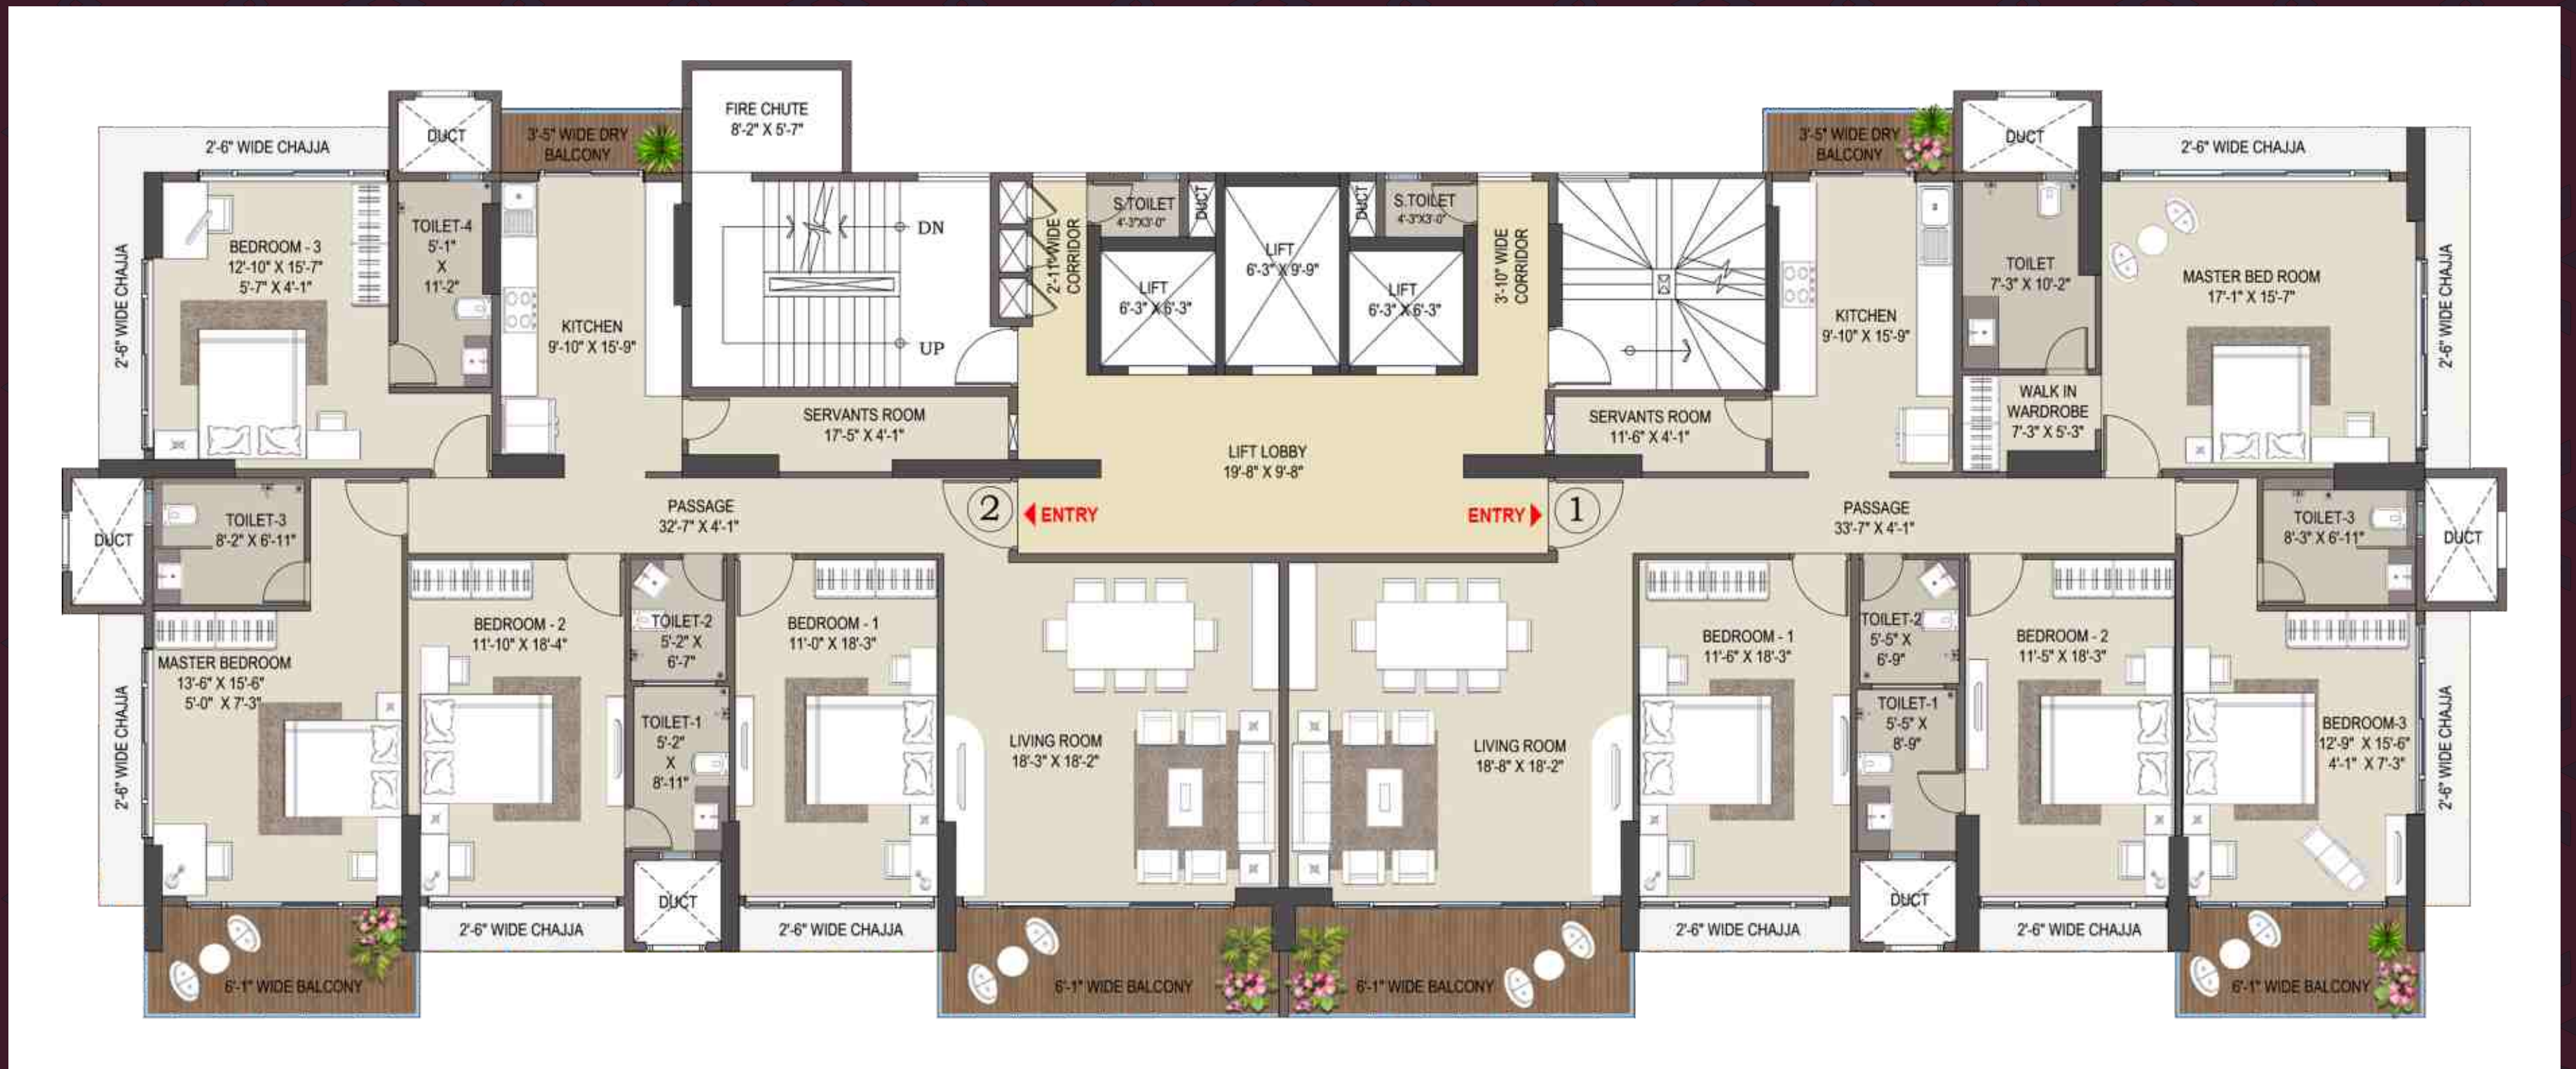 FIRE CHUTE
8'-2" X 5'-7"
DUCT
3'-5" WIDE DRY
BALCONY
2'-6" WIDE CHAJJA
3'-5" WIDE DRY
BALCONY
DUCT
2'-6" WIDE CHAJJA
2'-6" WIDE CHAJJA
BEDROOM - 3
12'-10" X 15'-7"
5'-7" X 4'-1"
TOILET-4
5'-1"
X
11'-2"
KITCHEN
9'-10" X 15'-9"
DN
UP
2'-11" WIDE
CORRIDOR
S.TOILET
4'-3"X3'-0"
DUCT
LIFT
6'-3" X 6'-3"
LIFT
6'-3" X 9'-9"
DUCT
S.TOILET
4'-3"X3'-0"
LIFT
6'-3" X 6'-3"
3'-10" WIDE
CORRIDOR
KITCHEN
9'-10" X 15'-9"
TOILET
7'-3" X 10'-2"
MASTER BED ROOM
17'-1" X 15'-7"
2'-6" WIDE CHAJJA
WALK IN
WARDROBE
7'-3" X 5'-3"
SERVANTS ROOM
17'-5" X 4'-1"
LIFT LOBBY
19'-8" X 9'-8"
SERVANTS ROOM
11'-6" X 4'-1"
DUCT
TOILET-3
8'-2" X 6'-11"
PASSAGE
32'-7" X 4'-1"
2
ENTRY
ENTRY
1
PASSAGE
33'-7" X 4'-1"
TOILET-3
8'-3" X 6'-11"
DUCT
2'-6" WIDE CHAJJA
MASTER BEDROOM
13'-6" X 15'-6"
5'-0" X 7'-3"
BEDROOM - 2
11'-10" X 18'-4"
TOILET-2
5'-2" X
6'-7"
TOILET-1
5'-2"
X
8'-11"
BEDROOM - 1
11'-0" X 18'-3"
LIVING ROOM
18'-3" X 18'-2"
LIVING ROOM
18'-8" X 18'-2"
BEDROOM - 1
11'-6" X 18'-3"
TOILET-2
5'-5" X
6'-9"
TOILET-1
5'-5" X
8'-9"
BEDROOM - 2
11'-5" X 18'-3"
BEDROOM-3
12'-9" X 15'-6"
4'-1" X 7'-3"
2'-6" WIDE CHAJJA
DUCT
DUCT
2'-6" WIDE CHAJJA
2'-6" WIDE CHAJJA
2'-6" WIDE CHAJJA
2'-6" WIDE CHAJJA
6'-1" WIDE BALCONY
6'-1" WIDE BALCONY
6'-1" WIDE BALCONY
6'-1" WIDE BALCONY